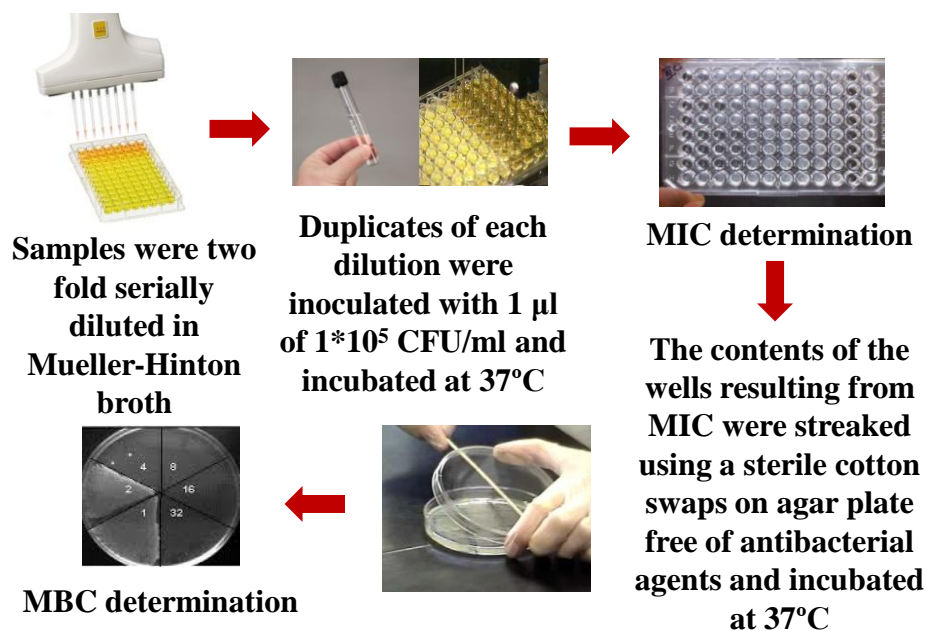 Samples were two
fold serially
diluted in
Mueller-Hinton
broth
Duplicates of each
dilution were
inoculated with 1 µl
of 1*10⁵ CFU/ml and
incubated at 37ºC
MIC determination
The contents of the
wells resulting from
MIC were streaked
using a sterile cotton
swaps on agar plate
free of antibacterial
agents and incubated
at 37ºC
4 8
2 16
1 32
MBC determination